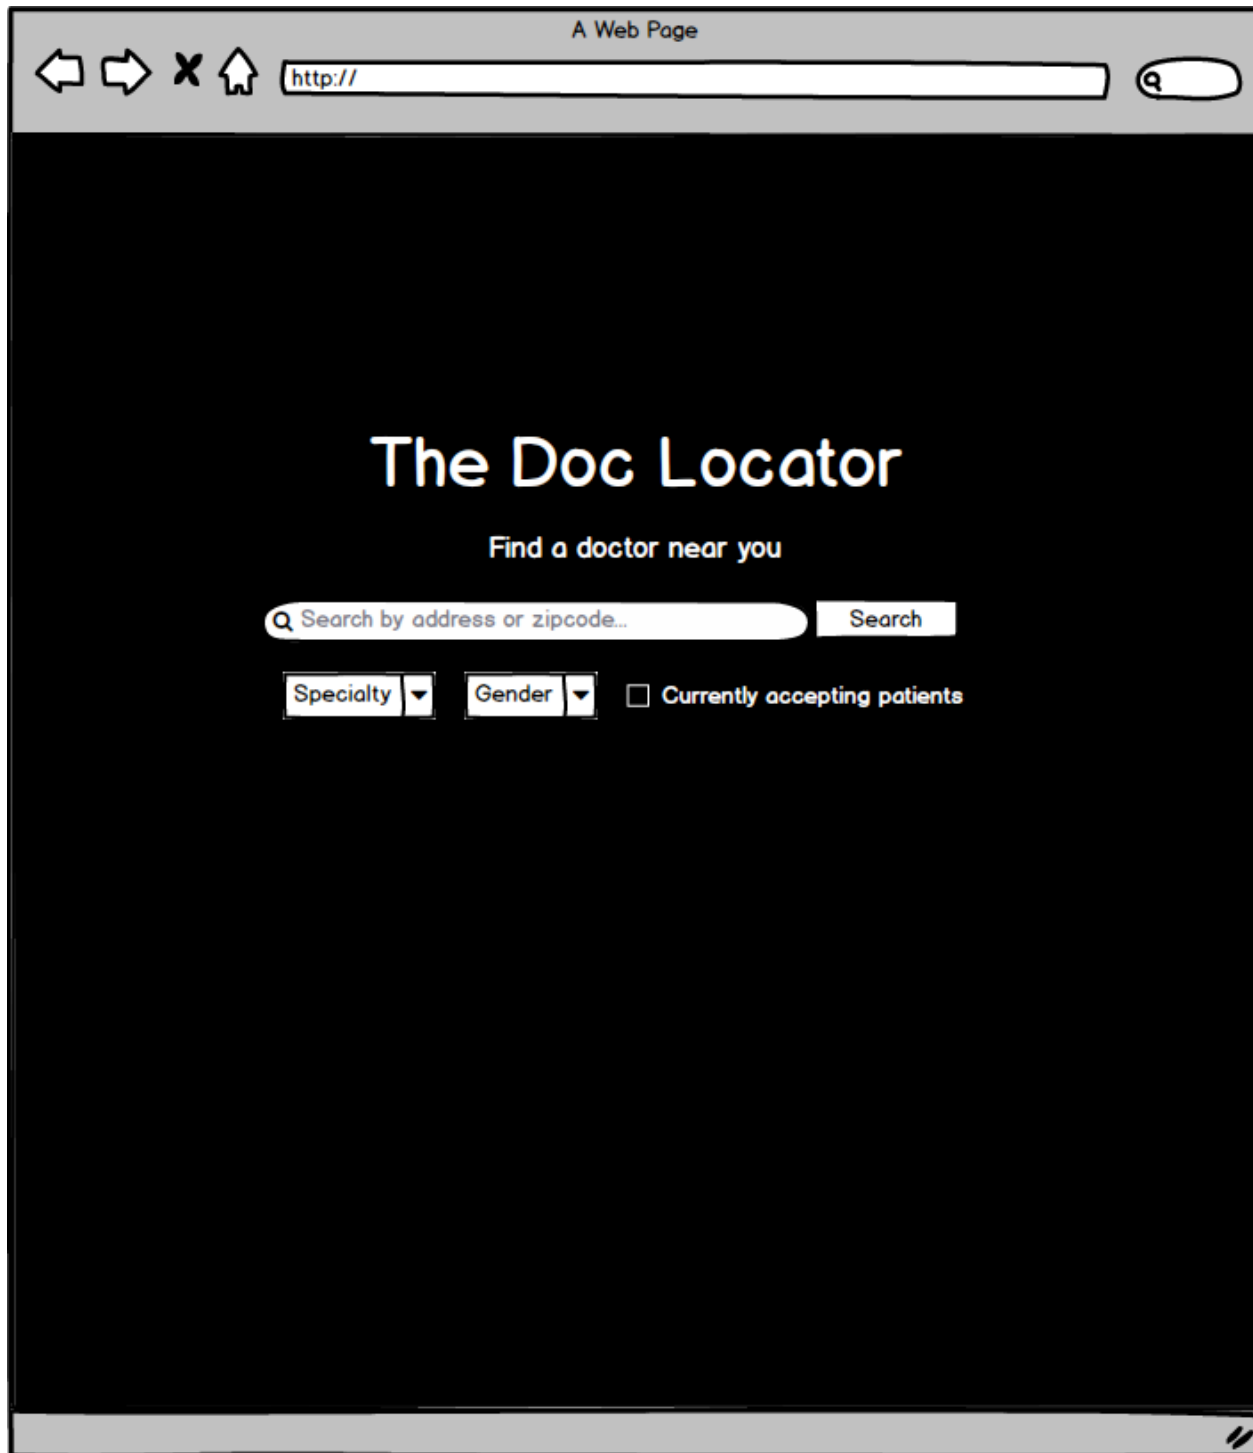 A Web Page
http://
The Doc Locator
Find a doctor near you
Search by address or zipcode...
Search
Specialty
Gender
Currently accepting patients